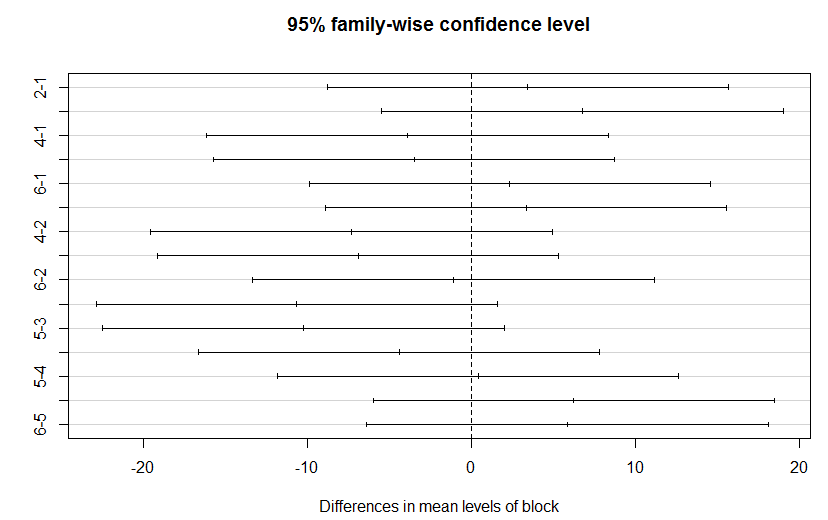 95% family-wise confidence level
2-1
4-1
6-1
4-2
6-2
5-3
5-4
6-5
-20 -10 0 10 20
Differences in mean levels of block